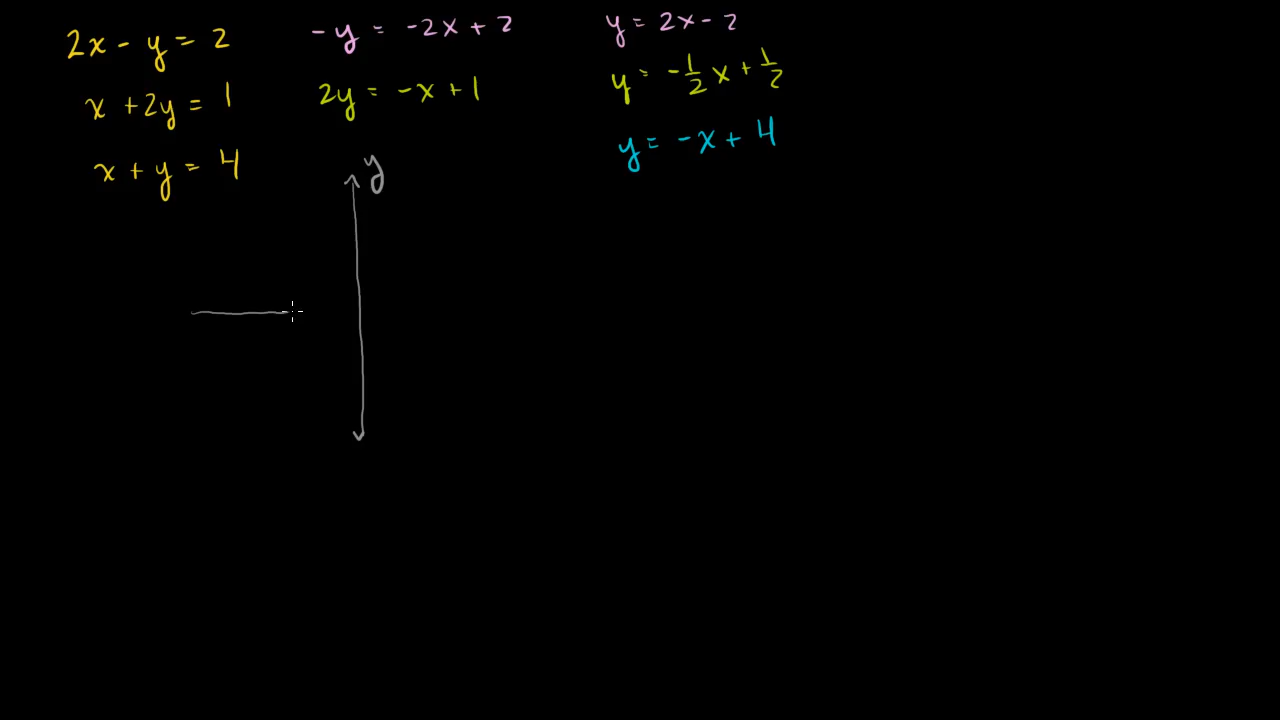 2x - y = 2
-y = -2x + 2
y = 2x - 2
x + 2y = 1
2y = -x + 1
y = -1/2 x + 1/2
x + y = 4
y = -x + 4
y